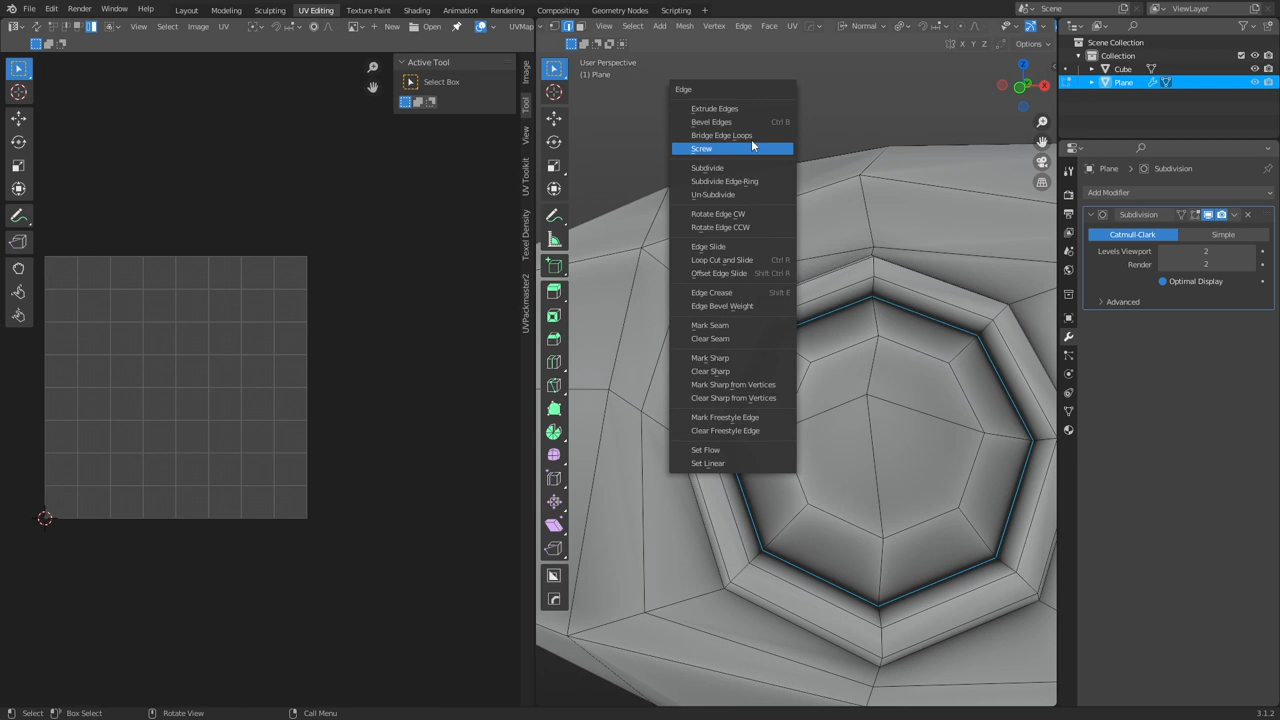 File Edit Render Window Help Layout Modeling Sculpting UV Editing Texture Paint Shading Animation Rendering Compositing Geometry Nodes Scripting Scene ViewLayer
View Select Image UV New Open UVMap Select Add Mesh Vertex Edge Face UV Normal
X Y Z Options
Active Tool
Select Box
Image
Tool
View
UV Toolkit
Texel Density
UVPackmaster2
User Perspective
(1) Plane
Edge
Extrude Edges
Bevel Edges Ctrl B
Bridge Edge Loops
Screw
Subdivide
Subdivide Edge-Ring
Un-Subdivide
Rotate Edge CW
Rotate Edge CCW
Edge Slide
Loop Cut and Slide Ctrl R
Offset Edge Slide Shift Ctrl R
Edge Crease Shift E
Edge Bevel Weight
Mark Seam
Clear Seam
Mark Sharp
Clear Sharp
Mark Sharp from Vertices
Clear Sharp from Vertices
Mark Freestyle Edge
Clear Freestyle Edge
Set Flow
Set Linear
Scene Collection
Collection
Cube
Plane
Plane > Subdivision
Add Modifier
Subdivision
Catmull-Clark Simple
Levels Viewport 2
Render 2
Optimal Display
Advanced
Select Box Select Rotate View Call Menu 3.1.2